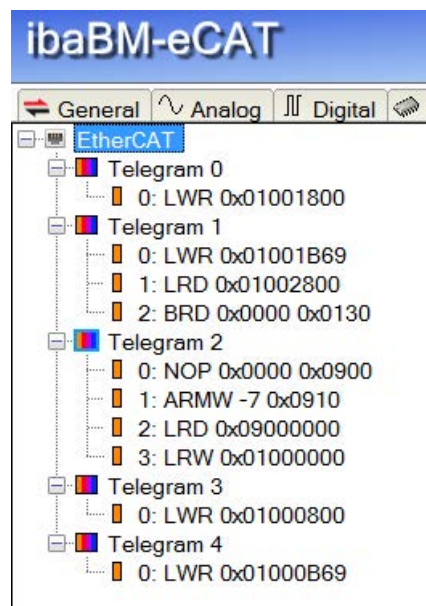 ibaBM-eCAT
General Analog Digital
EtherCAT
Telegram 0
0: LWR 0x01001800
Telegram 1
0: LWR 0x01001B69
1: LRD 0x01002800
2: BRD 0x0000 0x0130
Telegram 2
0: NOP 0x0000 0x0900
1: ARMW -7 0x0910
2: LRD 0x09000000
3: LRW 0x01000000
Telegram 3
0: LWR 0x01000800
Telegram 4
0: LWR 0x01000B69